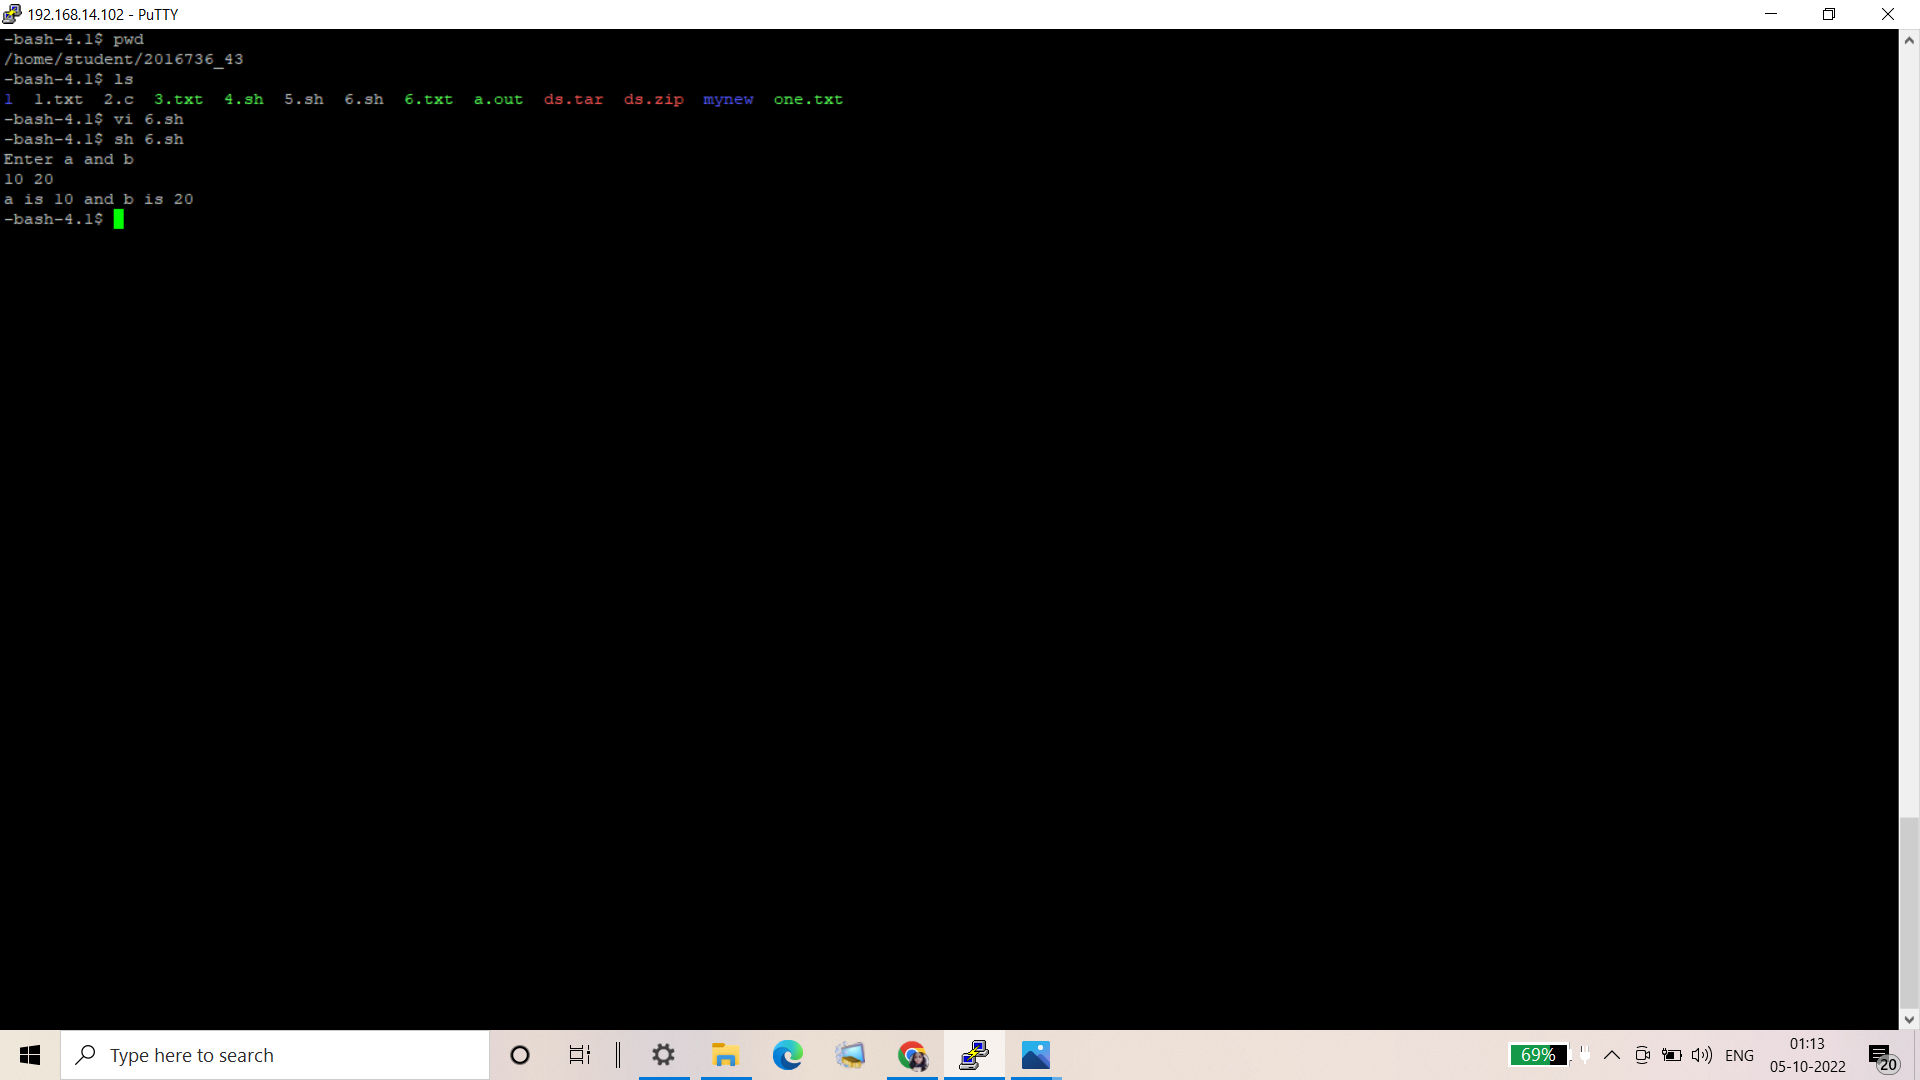 192.168.14.102 - PuTTY
-bash-4.1$ pwd
/home/student/2016736_43
-bash-4.1$ ls
1  1.txt  2.c  3.txt  4.sh  5.sh  6.sh  6.txt  a.out  ds.tar  ds.zip  mynew  one.txt
-bash-4.1$ vi 6.sh
-bash-4.1$ sh 6.sh
Enter a and b
10 20
a is 10 and b is 20
-bash-4.1$
Type here to search
69%
ENG
01:13
05-10-2022
20